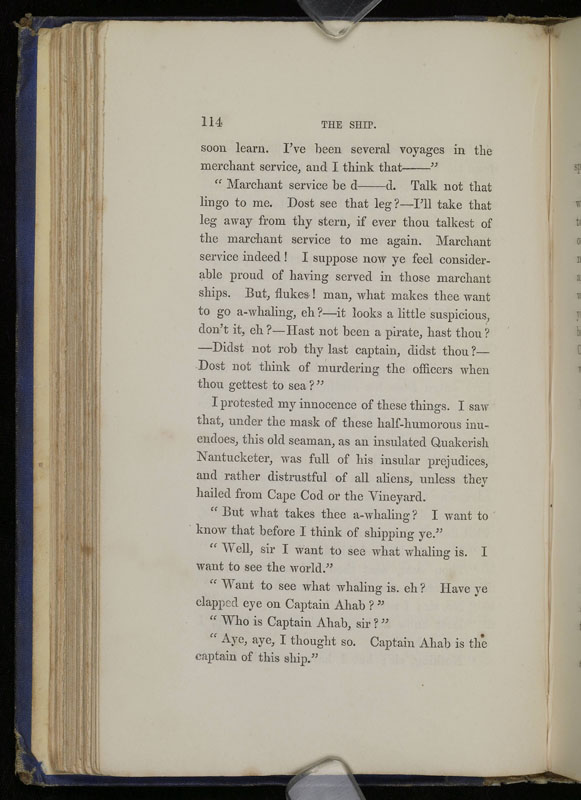 114
THE SHIP.
soon learn. I've been several voyages in the
merchant service, and I think that——"
"Marchant service be d——d. Talk not that
lingo to me. Dost see that leg?—I'll take that
leg away from thy stern, if ever thou talkest of
the marchant service to me again. Marchant
service indeed! I suppose now ye feel consider-
able proud of having served in those marchant
ships. But, flukes! man, what makes thee want
to go a-whaling, eh?—it looks a little suspicious,
don't it, eh?—Hast not been a pirate, hast thou?
—Didst not rob thy last captain, didst thou?—
Dost not think of murdering the officers when
thou gettest to sea?"
I protested my innocence of these things. I saw
that, under the mask of these half-humorous inu-
endoes, this old seaman, as an insulated Quakerish
Nantucketer, was full of his insular prejudices,
and rather distrustful of all aliens, unless they
hailed from Cape Cod or the Vineyard.
"But what takes thee a-whaling? I want to
know that before I think of shipping ye."
"Well, sir I want to see what whaling is. I
want to see the world."
"Want to see what whaling is. eh? Have ye
clapped eye on Captain Ahab?"
"Who is Captain Ahab, sir?"
"Aye, aye, I thought so. Captain Ahab is the
captain of this ship."